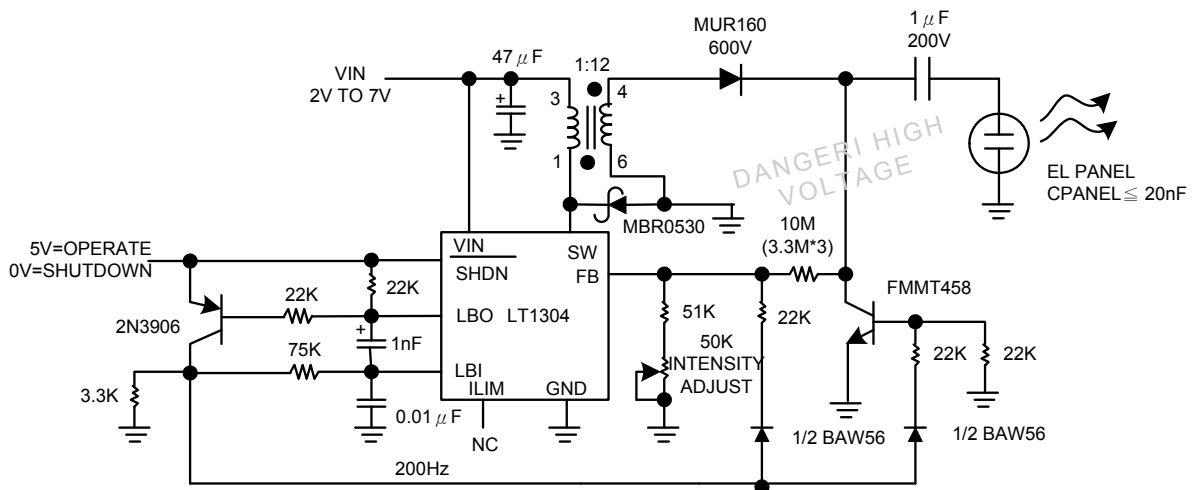 MUR160
600V
1 μF
200V
47 μF
1:12
VIN
2V TO 7V
3
4
1
6
DANGER! HIGH
VOLTAGE
EL PANEL
CPANEL≦ 20nF
MBR0530
10M
(3.3M*3)
5V=OPERATE
0V=SHUTDOWN
VIN
SW
SHDN
FB
FMMT458
22K
22K
51K
22K
2N3906
LBO
LT1304
50K
INTENSITY
ADJUST
22K
22K
75K
1nF
LBI
ILIM
GND
3.3K
0.01 μF
NC
1/2 BAW56
1/2 BAW56
200Hz
+
+